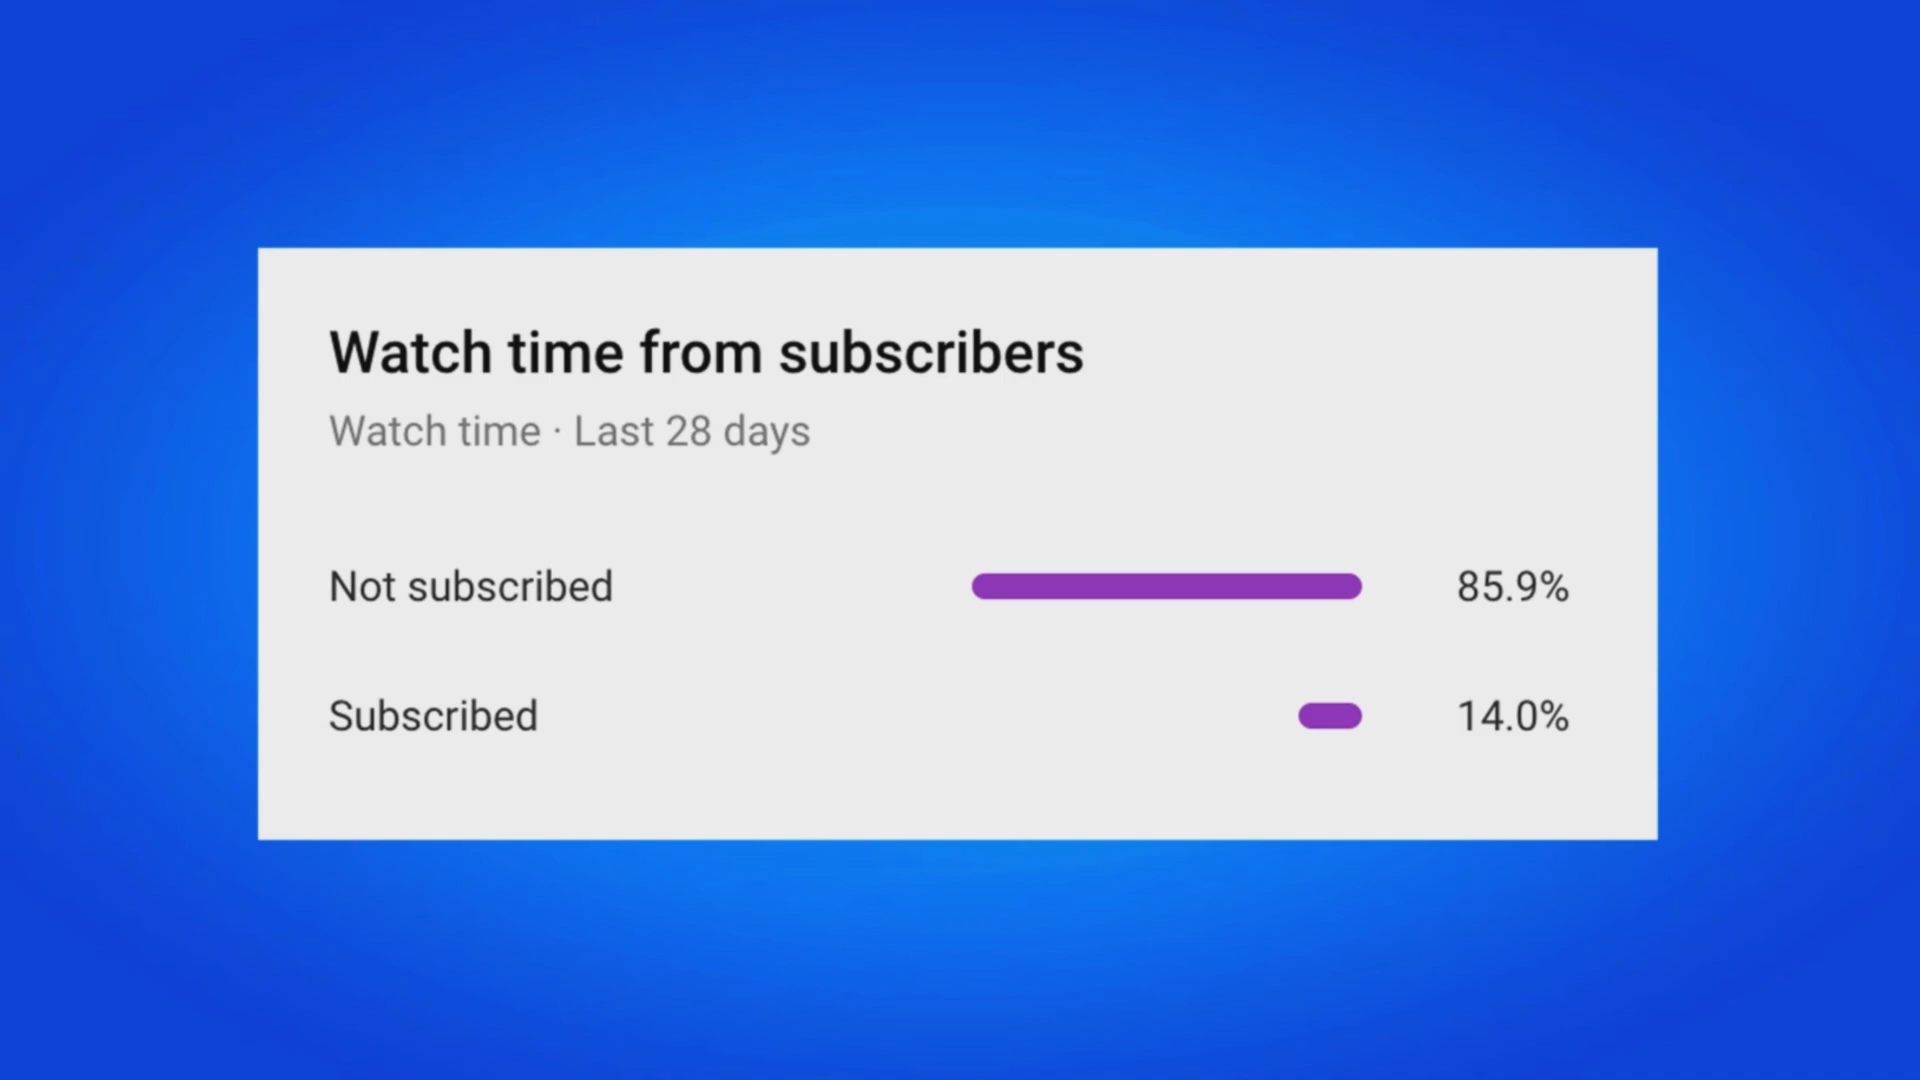 Watch time from subscribers
Watch time · Last 28 days
Not subscribed 85.9%
Subscribed 14.0%